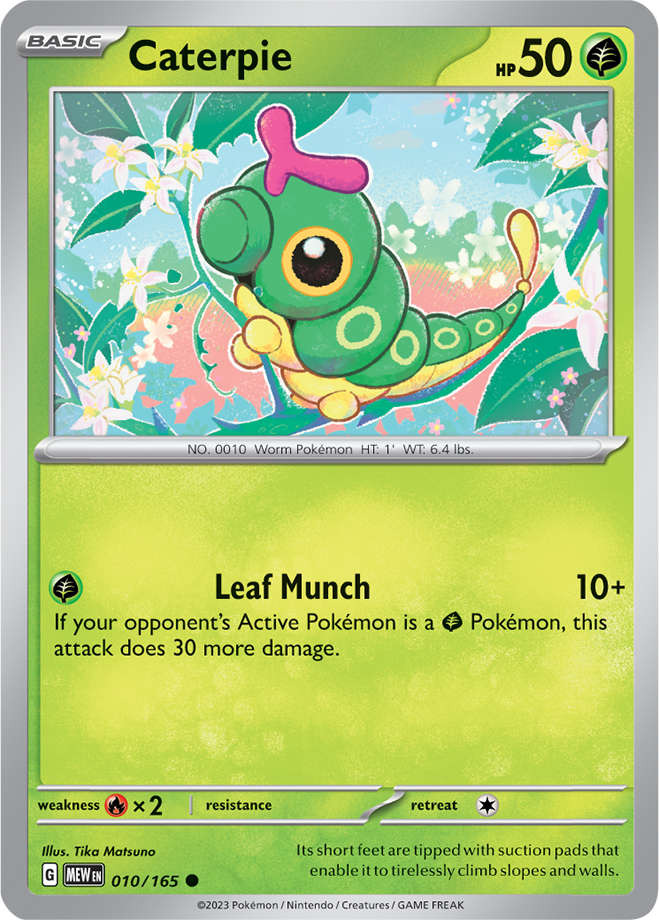 BASIC
Caterpie
HP 50
NO. 0010 Worm Pokémon HT: 1' WT: 6.4 lbs.
Leaf Munch 10+
If your opponent's Active Pokémon is a Pokémon, this
attack does 30 more damage.
weakness ×2 resistance retreat
Illus. Tika Matsuno
Its short feet are tipped with suction pads that
enable it to tirelessly climb slopes and walls.
G MEW EN 010/165
©2023 Pokémon / Nintendo / Creatures / GAME FREAK